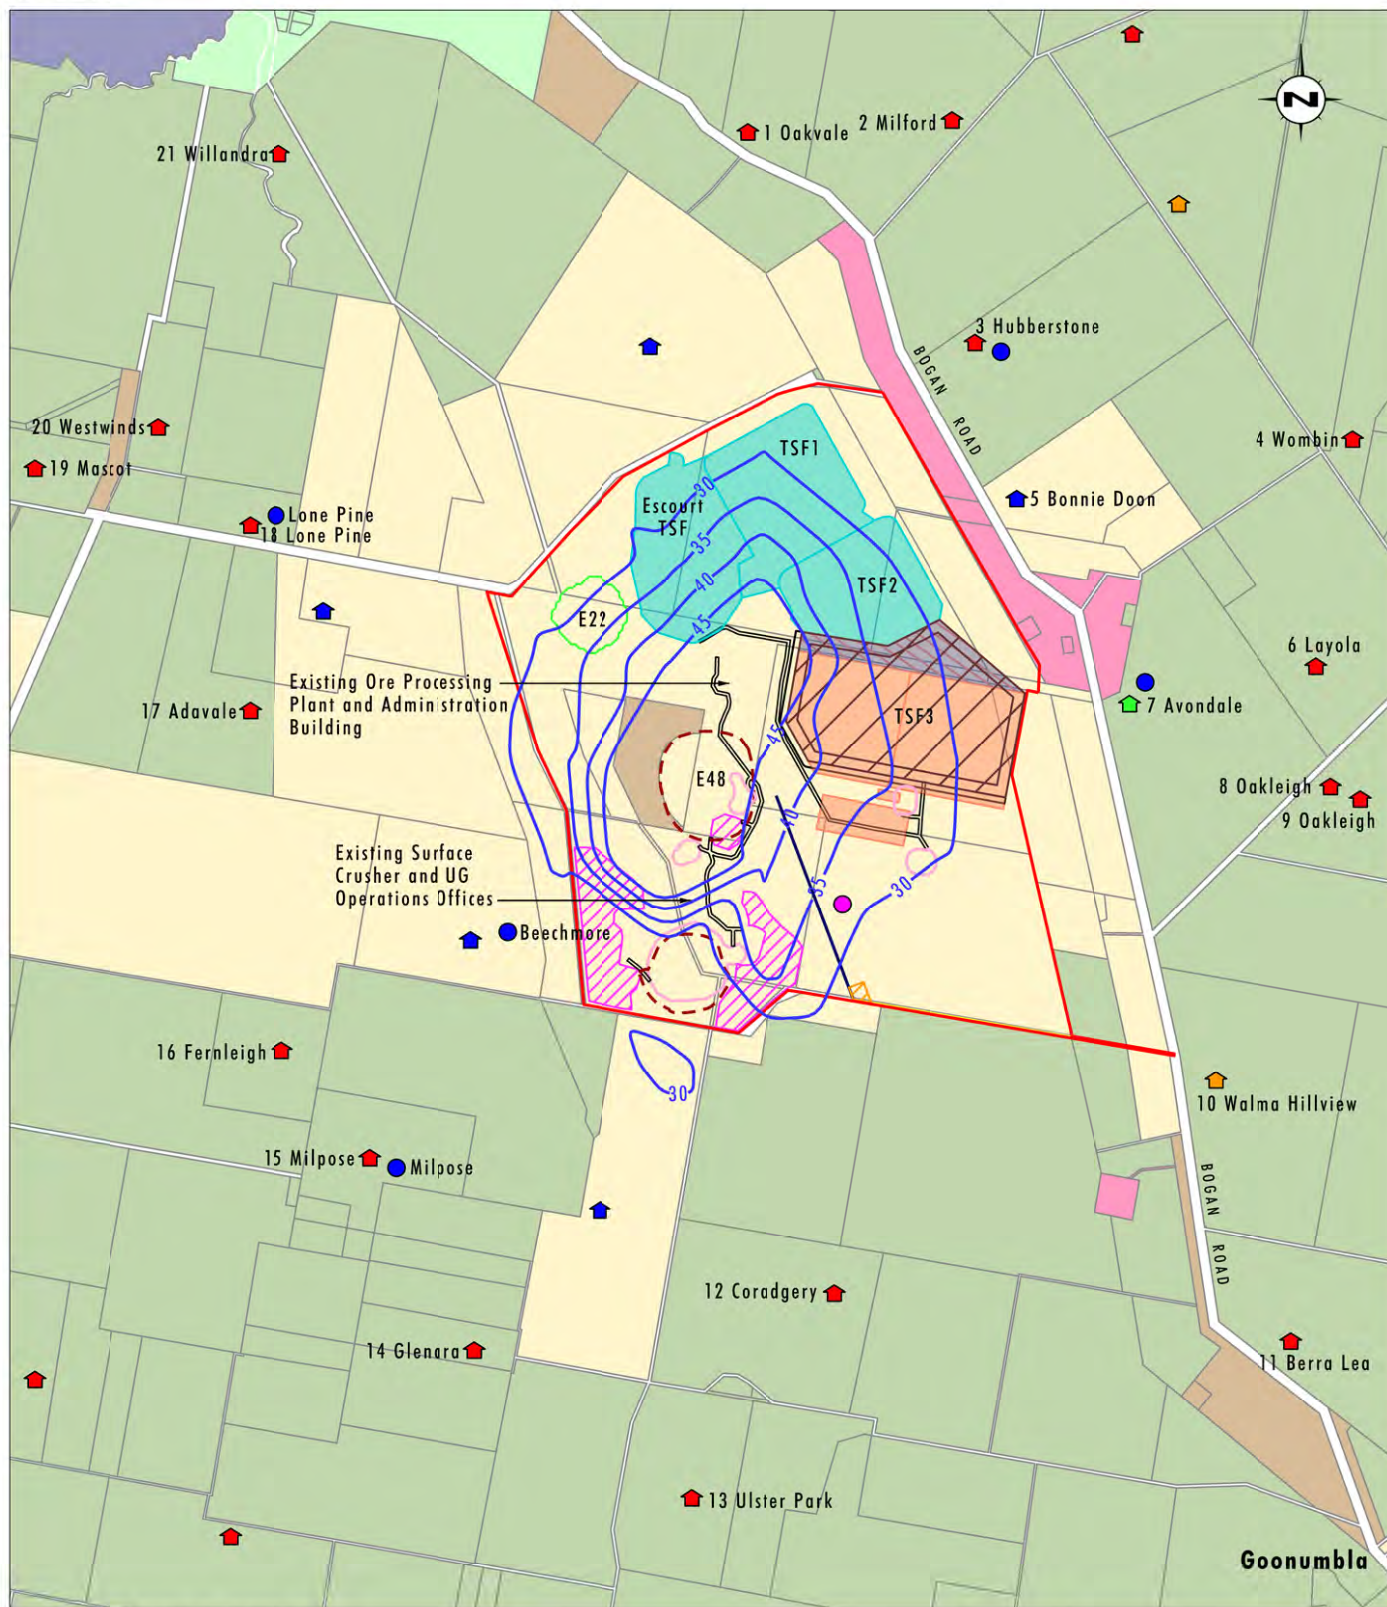 N
1 Oakvale
2 Milford
21 Willandra
3 Hubberstone
BOGAN ROAD
20 Westwinds
19 Mascot
4 Wombin
TSF1
30
Escourt
TSF
5 Bonnie Doon
Lone Pine
18 Lone Pine
35
40
TSF2
45
E22
6 Layola
Existing Ore Processing
Plant and Administration
Building
17 Adavale
7 Avondale
TSF3
45
E48
8 Oakleigh
9 Oakleigh
40
Existing Surface
Crusher and UG
Operations Offices
35
30
Beechmore
16 Fernleigh
30
10 Walma Hillview
15 Milpose
Milpose
BOGAN ROAD
12 Coradgery
14 Glenara
11 Berra Lea
13 Ulster Park
Goonumbla